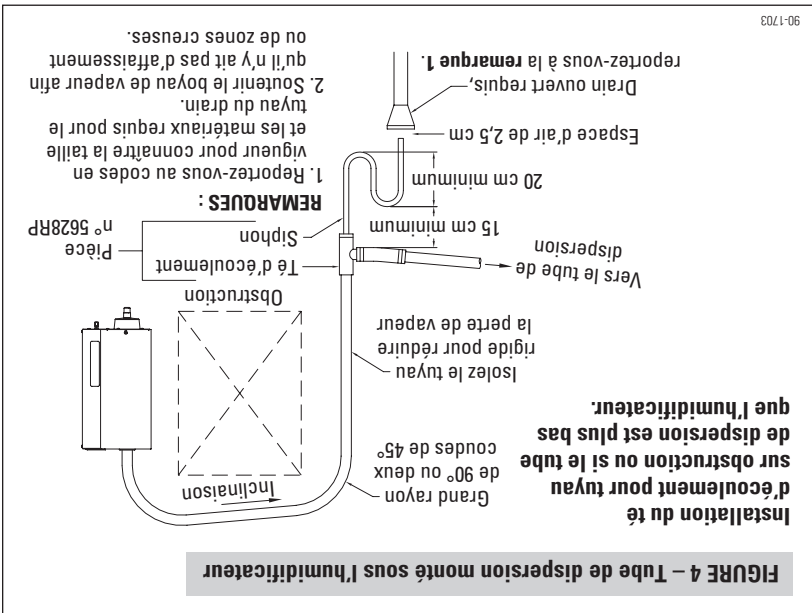 FIGURE 4 – Tube de dispersion monté sous l'humidificateur
Installation du té
d'écoulement pour tuyau
sur obstruction ou si le tube
de dispersion est plus bas
que l'humidificateur.
Grand rayon
de 90° ou deux
coudes de 45°
Inclinaison
Isolez le tuyau
rigide pour réduire
la perte de vapeur
Obstruction
Vers le tube de
dispersion
Té d'écoulement
Siphon
Pièce
n° 5628RP
15 cm minimum
20 cm minimum
Espace d'air de 2,5 cm
Drain ouvert requis,
reportez-vous à la remarque 1.
REMARQUES :
1. Reportez-vous au codes en
vigueur pour connaître la taille
et les matériaux requis pour le
tuyau du drain.
2. Soutenir le boyau de vapeur afin
qu'il n'y ait pas d'affaissement
ou de zones creuses.
90-1703